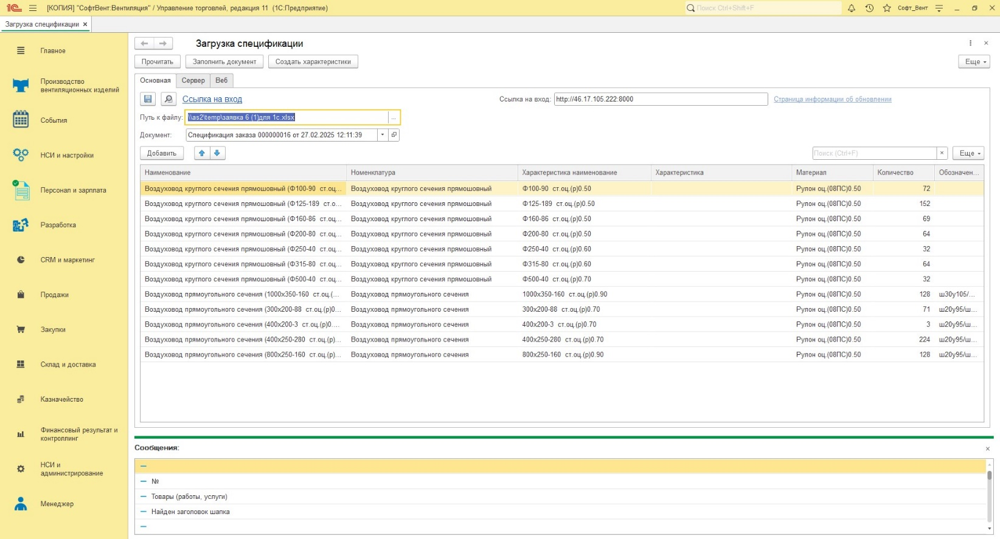 [КОПИЯ] "СофтВент:Вентиляция" / Управление торговлей, редакция 11 (1С:Предприятие)
Поиск Ctrl+Shift+F
Софт_Вент
Загрузка спецификации ×
Главное
Производство вентиляционных изделий
События
НСИ и настройки
Персонал и зарплата
Разработка
CRM и маркетинг
Продажи
Закупки
Склад и доставка
Казначейство
Финансовый результат и контроллинг
НСИ и администрирование
Менеджер
Загрузка спецификации
Прочитать Заполнить документ Создать характеристики Еще
Основная Сервер Веб
Ссылка на вход Ссылка на вход: http://46.17.105.222:8000 Страница информации об обновлении
Путь к файлу: \\as2\temp\заявка 6 (1)для 1с.xlsx ...
Документ: Спецификация заказа 000000016 от 27.02.2025 12:11:39
Добавить Поиск (Ctrl+F) × Еще
Наименование Номенклатура Характеристика наименование Характеристика Материал Количество Обозначен...
Воздуховод круглого сечения прямошовный (Ф100-90 ст.оц... Воздуховод круглого сечения прямошовный Ф100-90 ст.оц.(р)0.50 Рулон оц.(08ПС)0.50 72
Воздуховод круглого сечения прямошовный (Ф125-189 ст.о... Воздуховод круглого сечения прямошовный Ф125-189 ст.оц.(р)0.50 Рулон оц.(08ПС)0.50 152
Воздуховод круглого сечения прямошовный (Ф160-86 ст.оц... Воздуховод круглого сечения прямошовный Ф160-86 ст.оц.(р)0.50 Рулон оц.(08ПС)0.50 69
Воздуховод круглого сечения прямошовный (Ф200-80 ст.оц... Воздуховод круглого сечения прямошовный Ф200-80 ст.оц.(р)0.50 Рулон оц.(08ПС)0.50 64
Воздуховод круглого сечения прямошовный (Ф250-40 ст.оц... Воздуховод круглого сечения прямошовный Ф250-40 ст.оц.(р)0.60 Рулон оц.(08ПС)0.50 32
Воздуховод круглого сечения прямошовный (Ф315-80 ст.оц... Воздуховод круглого сечения прямошовный Ф315-80 ст.оц.(р)0.60 Рулон оц.(08ПС)0.50 64
Воздуховод круглого сечения прямошовный (Ф500-40 ст.оц... Воздуховод круглого сечения прямошовный Ф500-40 ст.оц.(р)0.70 Рулон оц.(08ПС)0.50 32
Воздуховод прямоугольного сечения (1000х350-160 ст.оц.(... Воздуховод прямоугольного сечения 1000х350-160 ст.оц.(р)0.90 Рулон оц.(08ПС)0.50 128 ш30у105/...
Воздуховод прямоугольного сечения (300х200-88 ст.оц.(р)0... Воздуховод прямоугольного сечения 300х200-88 ст.оц.(р)0.70 Рулон оц.(08ПС)0.50 71 ш20у95/ш...
Воздуховод прямоугольного сечения (400х200-3 ст.оц.(р)0.... Воздуховод прямоугольного сечения 400х200-3 ст.оц.(р)0.70 Рулон оц.(08ПС)0.50 3 ш20у95/ш...
Воздуховод прямоугольного сечения (400х250-280 ст.оц.(р)... Воздуховод прямоугольного сечения 400х250-280 ст.оц.(р)0.70 Рулон оц.(08ПС)0.50 224 ш20у95/ш...
Воздуховод прямоугольного сечения (800х250-160 ст.оц.(р)... Воздуховод прямоугольного сечения 800х250-160 ст.оц.(р)0.90 Рулон оц.(08ПС)0.50 128 ш20у95/ш...
Сообщения:
—
— №
— Товары (работы, услуги)
— Найден заголовок шапка
—